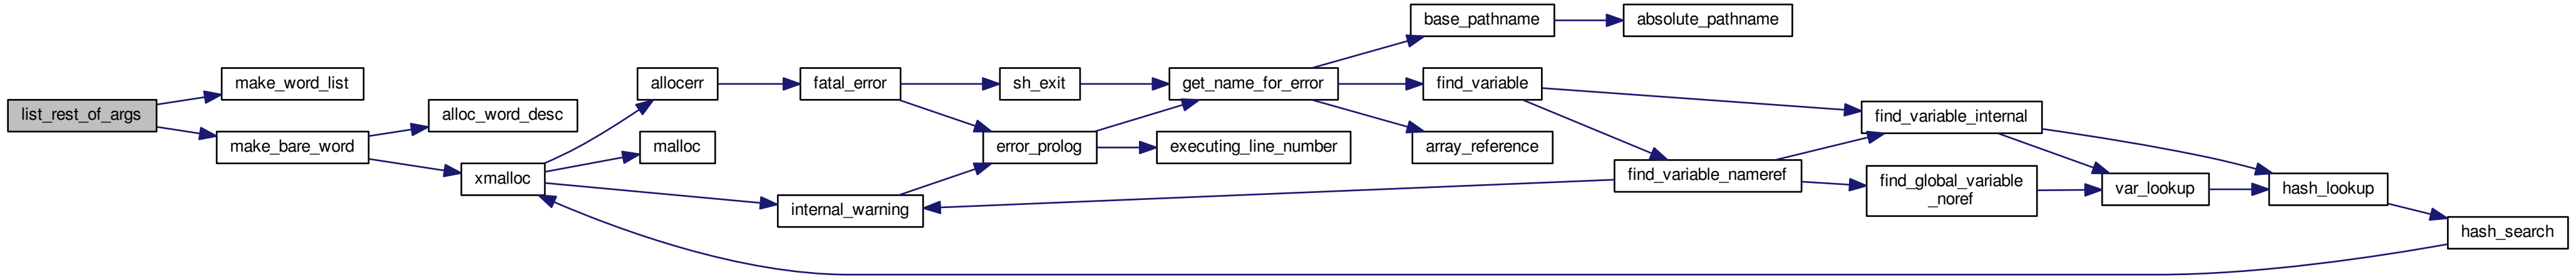 list_rest_of_args
make_word_list
make_bare_word
alloc_word_desc
xmalloc
allocerr
malloc
internal_warning
fatal_error
sh_exit
error_prolog
get_name_for_error
executing_line_number
base_pathname
absolute_pathname
find_variable
array_reference
find_variable_nameref
find_variable_internal
find_global_variable
_noref
var_lookup
hash_lookup
hash_search